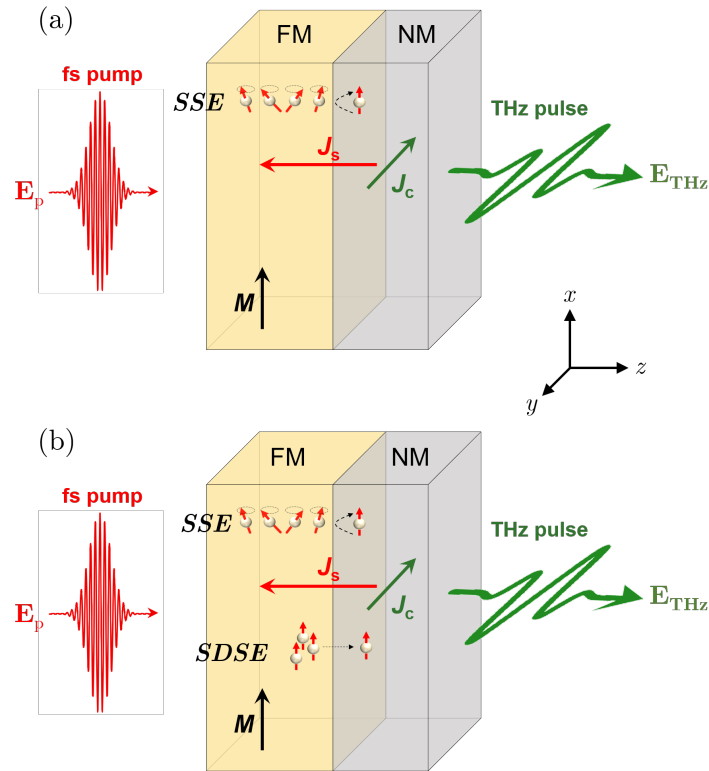 (a)
FM NM
fs pump
SSE
THz pulse
J_s
E_p
E_THz
J_c
M
x
z
y
(b)
FM NM
fs pump
SSE
THz pulse
J_s
E_p
E_THz
J_c
SDSE
M